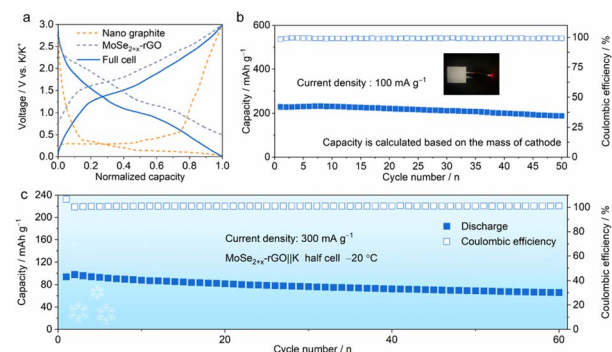 a
Nano graphite
MoSe2+x-rGO
Full cell
Voltage / V vs. K/K+
3.0
2.5
2.0
1.5
1.0
0.5
0.0
0.0 0.2 0.4 0.6 0.8 1.0
Normalized capacity
b
Capacity / mAh g−1
600
480
360
240
120
0
Current density : 100 mA g−1
Capacity is calculated based on the mass of cathode
0 5 10 15 20 25 30 35 40 45 50
Cycle number / n
100
75
50
25
0
Coulombic efficiency / %
c
Capacity / mAh g−1
240
200
160
120
80
40
0
Current density: 300 mA g−1
MoSe2+x-rGO||K half cell −20 °C
Discharge
Coulombic efficiency
0 20 40 60
Cycle number / n
100
80
60
40
20
0
Coulombic efficiency / %